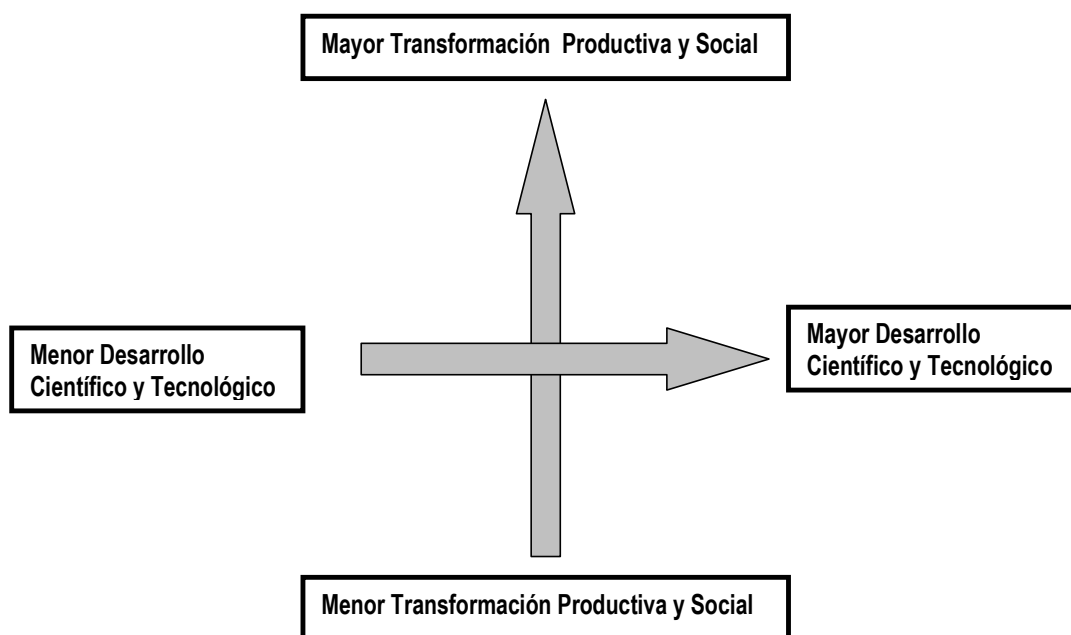 Mayor Transformación Productiva y Social
Menor Desarrollo
Científico y Tecnológico
Mayor Desarrollo
Científico y Tecnológico
Menor Transformación Productiva y Social